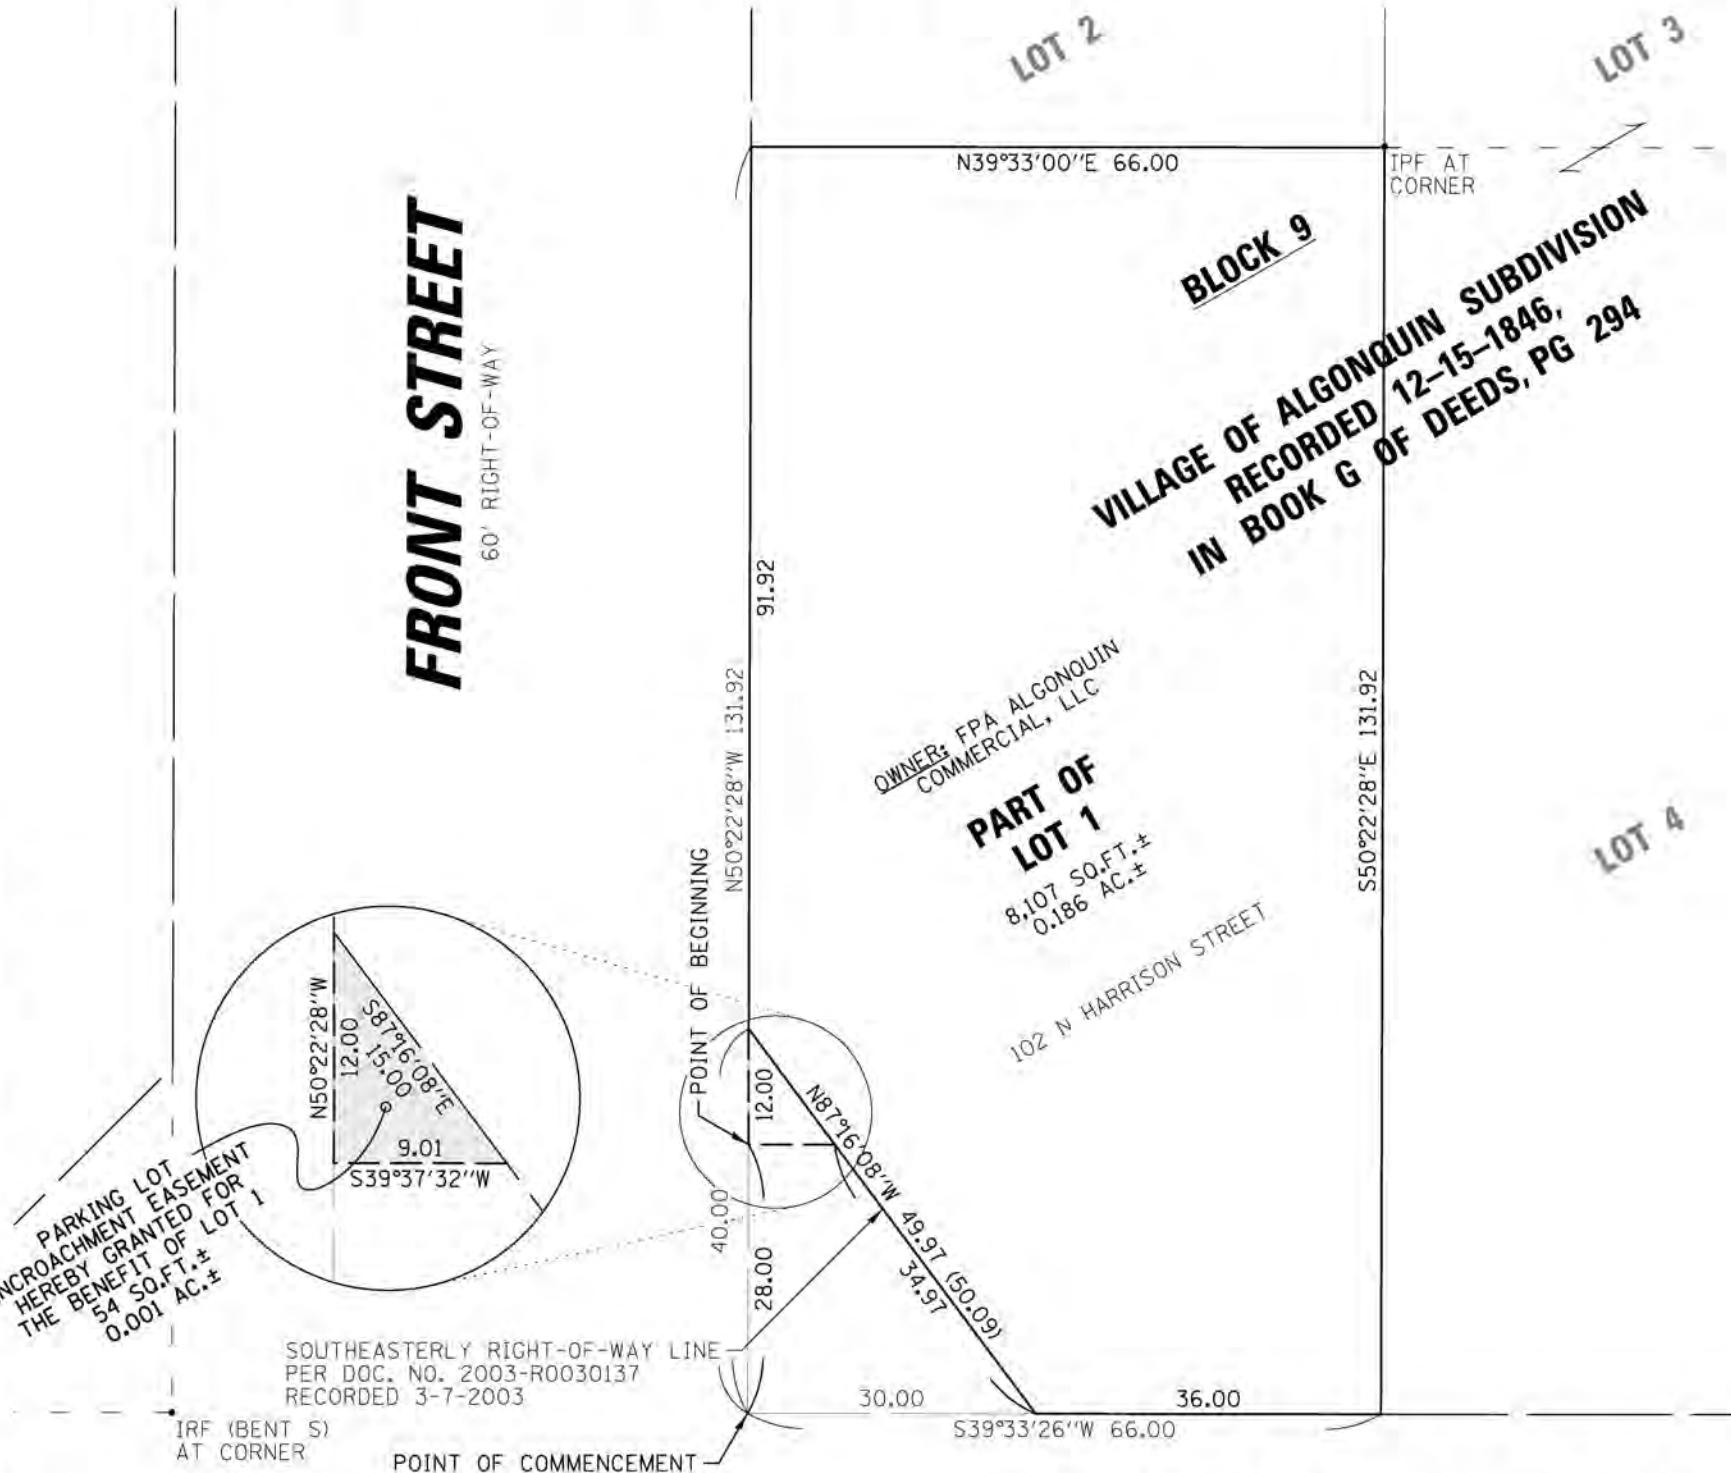 LOT 2
LOT 3
N39°33'00''E 66.00
IPF AT
CORNER
BLOCK 9
VILLAGE OF ALGONQUIN SUBDIVISION
RECORDED 12-15-1846,
IN BOOK G OF DEEDS, PG 294
FRONT STREET
60' RIGHT-OF-WAY
91.92
N50°22'28''W 131.92
S50°22'28''E 131.92
OWNER: FPA ALGONQUIN
COMMERCIAL, LLC
PART OF
LOT 1
8,107 SQ.FT.±
0.186 AC.±
102 N HARRISON STREET
LOT 4
POINT OF BEGINNING
N50°22'28''W
12.00
S87°16'08''E
15.00
9.01
S39°37'32''W
12.00
N87°16'08''W 49.97 (50.09)
34.97
40.00
28.00
PARKING LOT
NCROACHMENT EASEMENT
HEREBY GRANTED FOR
THE BENEFIT OF LOT 1
54 SQ.FT.±
0.001 AC.±
SOUTHEASTERLY RIGHT-OF-WAY LINE
PER DOC. NO. 2003-R0030137
RECORDED 3-7-2003
30.00
36.00
S39°33'26''W 66.00
IRF (BENT S)
AT CORNER
POINT OF COMMENCEMENT